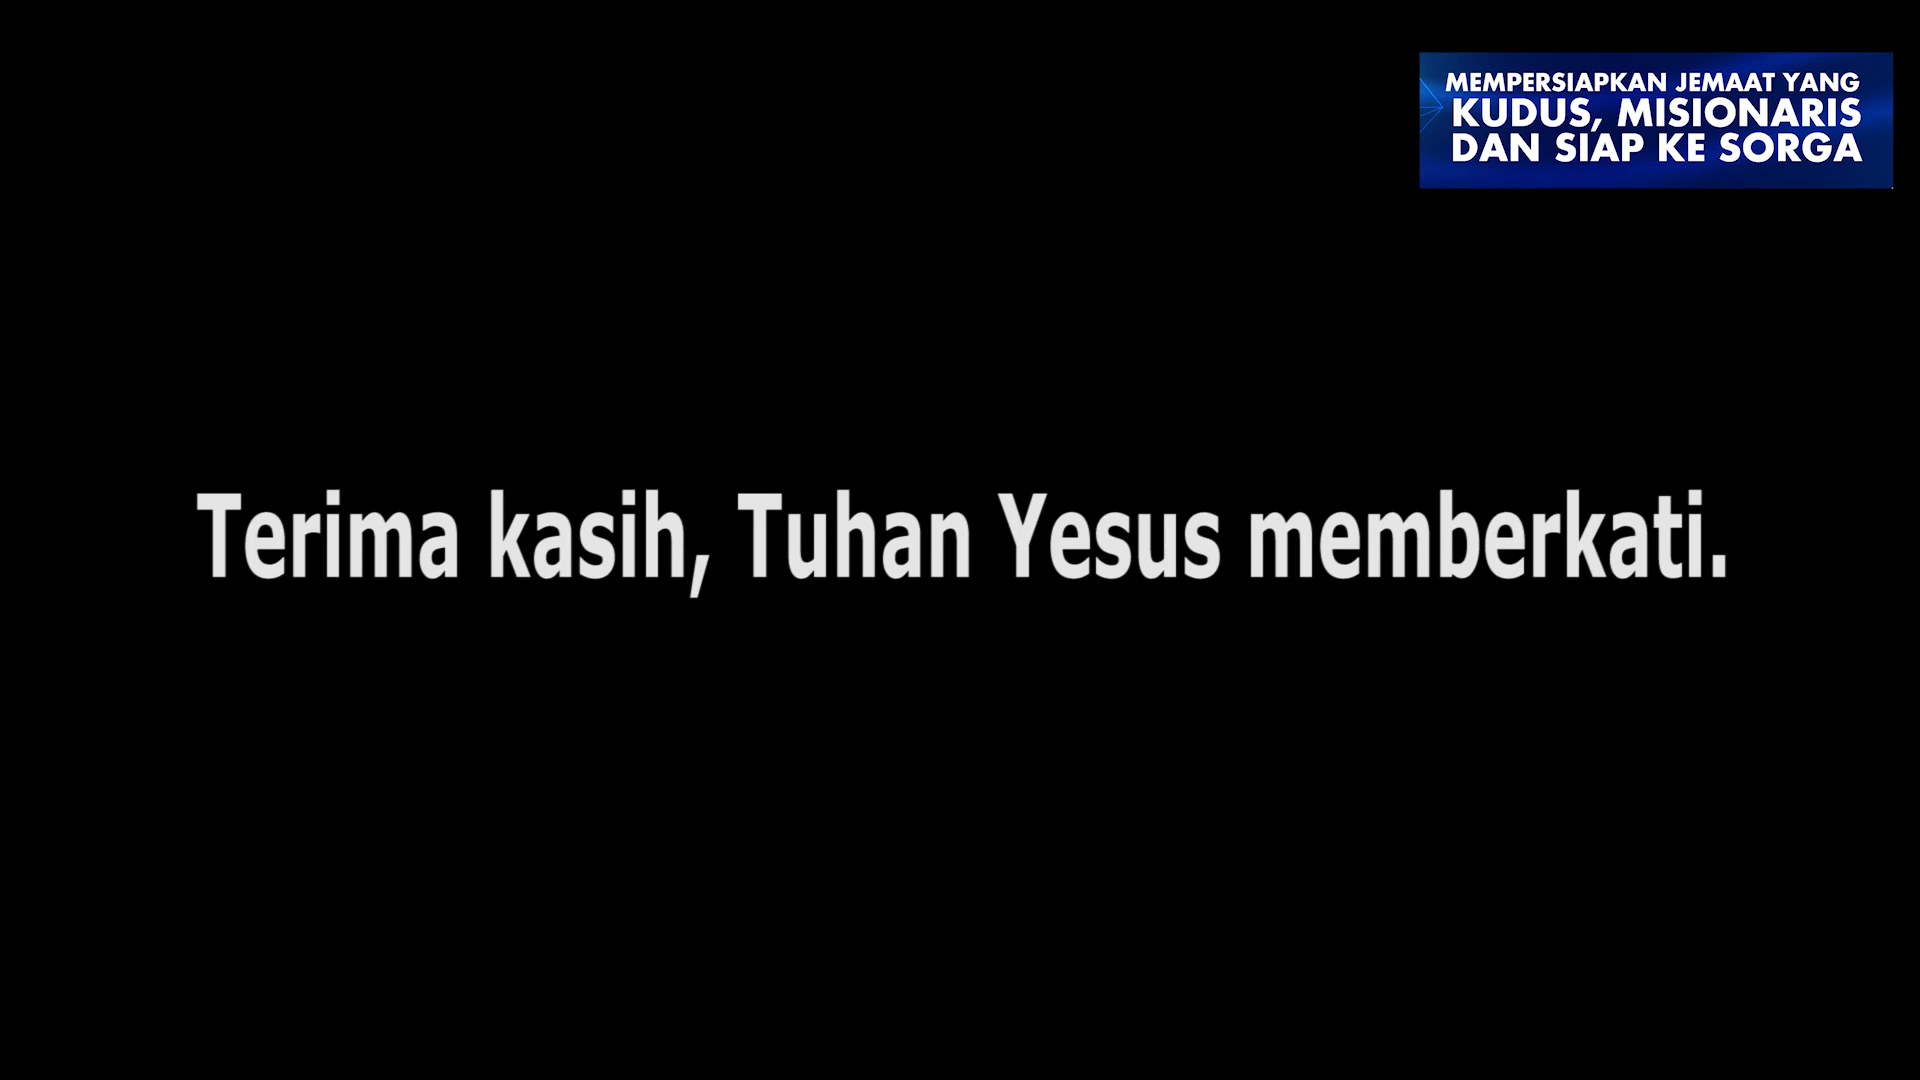 MEMPERSIAPKAN JEMAAT YANG
KUDUS, MISIONARIS
DAN SIAP KE SORGA
Terima kasih, Tuhan Yesus memberkati.